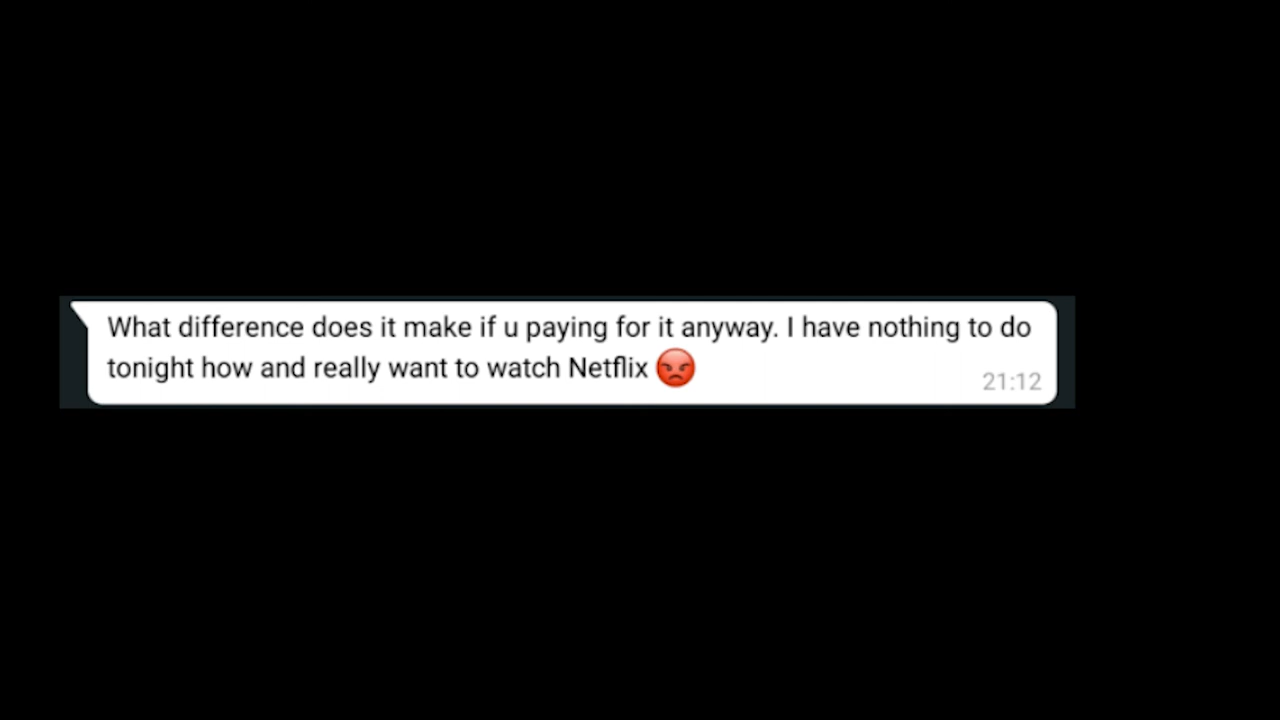 What difference does it make if u paying for it anyway. I have nothing to do
tonight how and really want to watch Netflix 😡
21:12